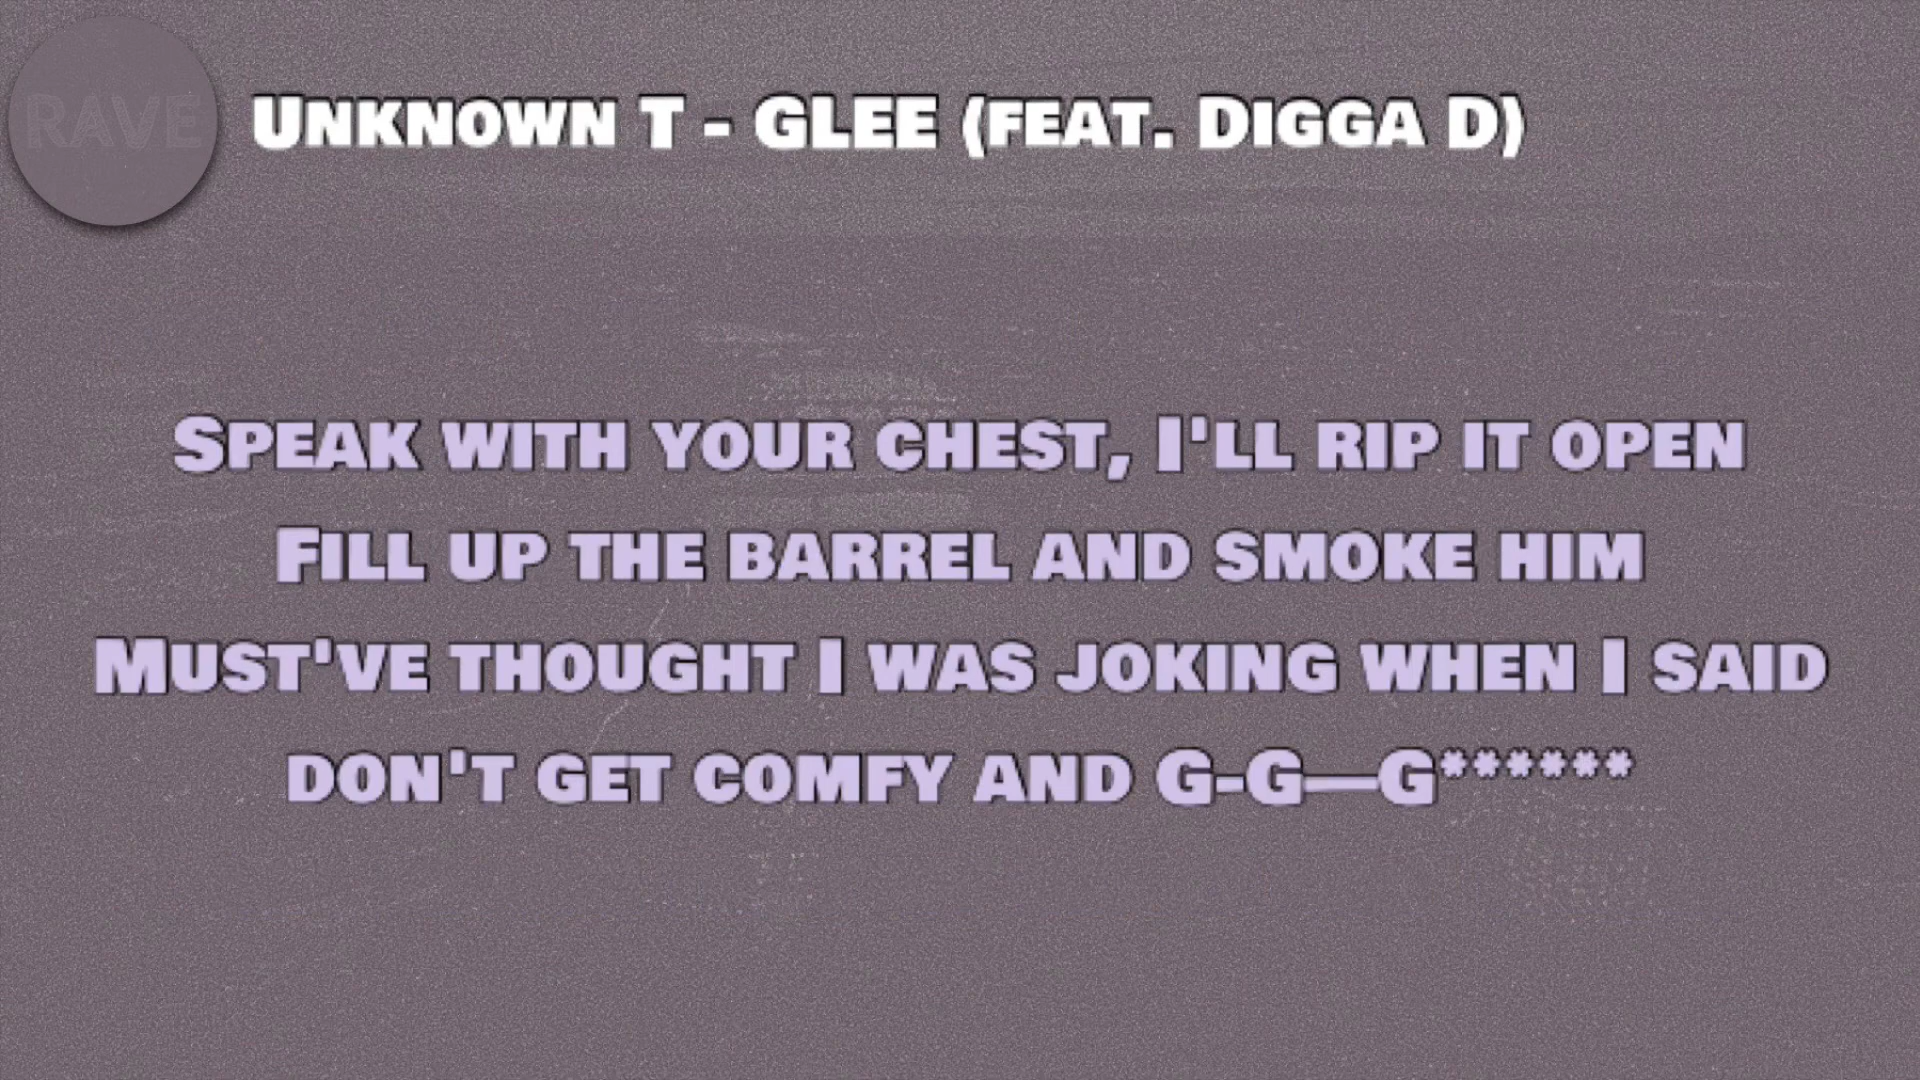 RAVE
Unknown T - GLEE (feat. Digga D)
Speak with your chest, I'll rip it open
Fill up the barrel and smoke him
Must've thought I was joking when I said
don't get comfy and G-G—G******